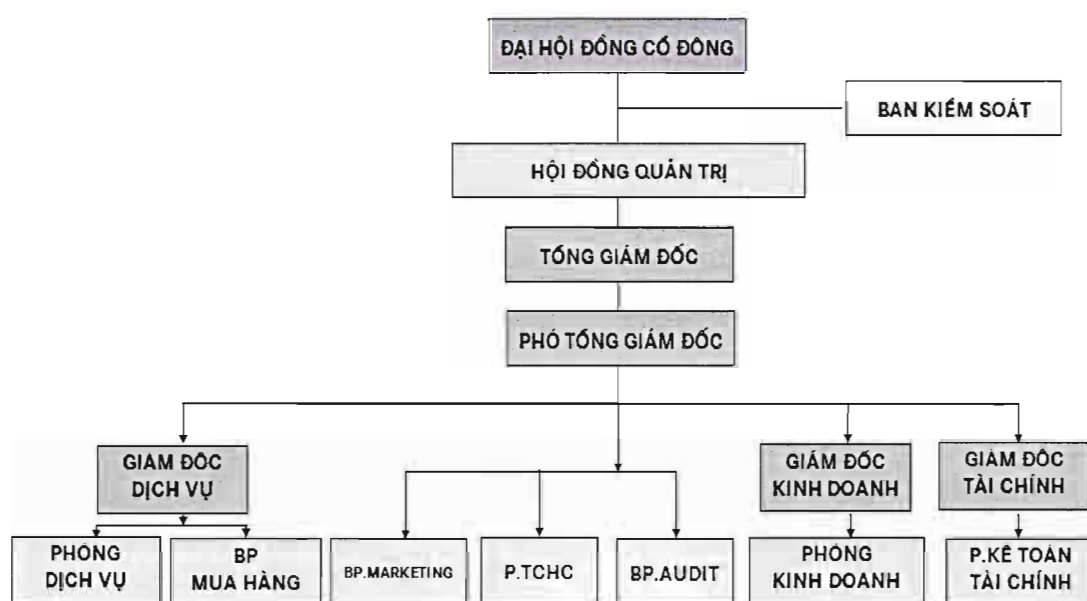 ĐẠI HỘI ĐỒNG CỔ ĐÔNG
BAN KIỂM SOÁT
HỘI ĐỒNG QUẢN TRỊ
TỔNG GIÁM ĐỐC
PHÓ TỔNG GIÁM ĐỐC
GIÁM ĐỐC
DỊCH VỤ
GIÁM ĐỐC
KINH DOANH
GIÁM ĐỐC
TÀI CHÍNH
PHÒNG
DỊCH VỤ
BP
MUA HÀNG
BP.MARKETING
P.TCHC
BP.AUDIT
PHÒNG
KINH DOANH
P.KẾ TOÁN
TÀI CHÍNH